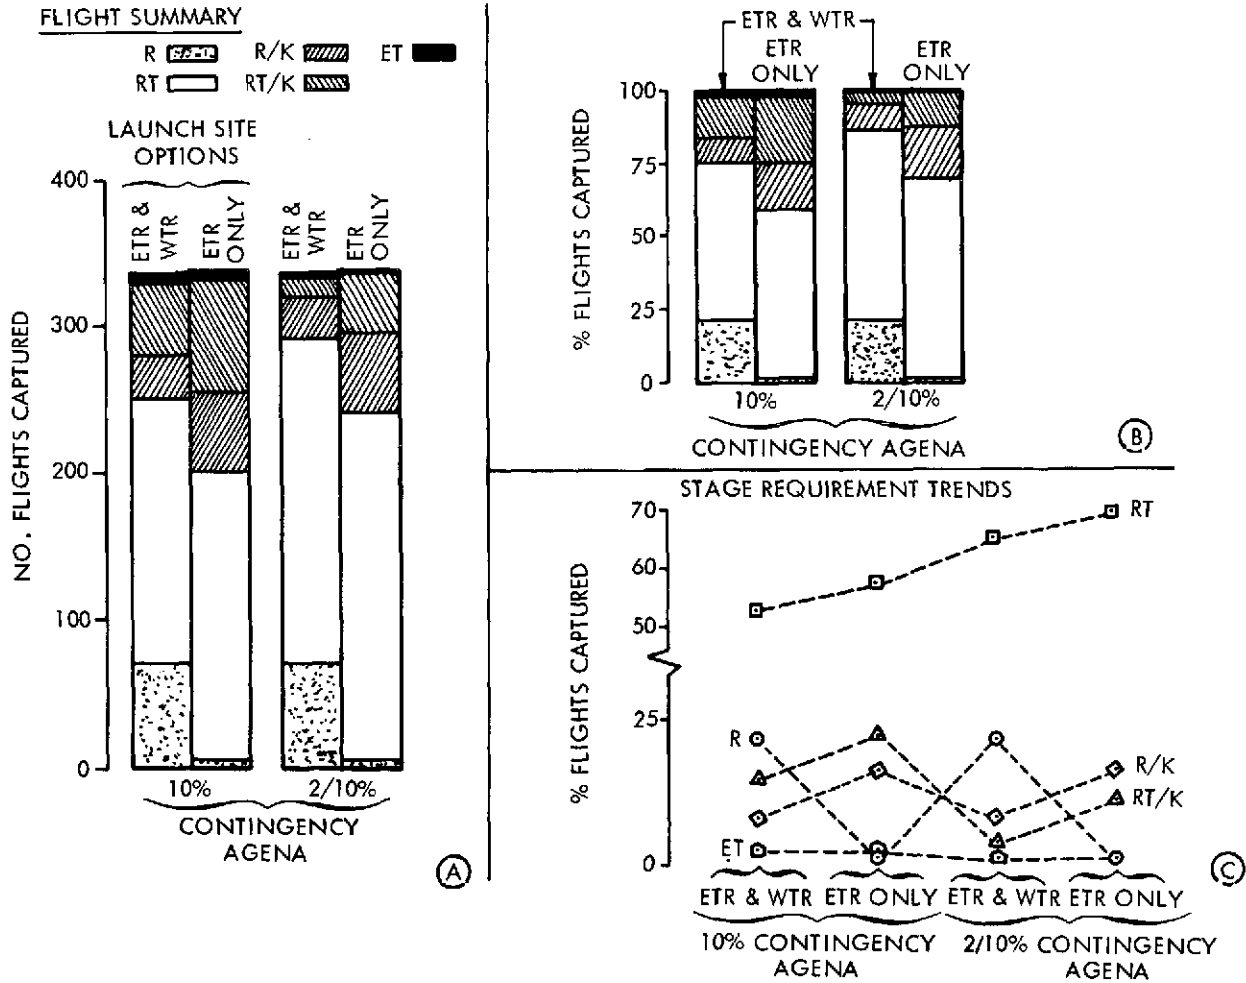 FLIGHT SUMMARY
R R/K ET
RT RT/K
LAUNCH SITE
OPTIONS
NO. FLIGHTS CAPTURED
400
300
200
100
0
ETR &
WTR
ETR
ONLY
ETR &
WTR
ETR
ONLY
10% 2/10%
CONTINGENCY
AGENA
A
ETR & WTR
ETR
ONLY
ETR
ONLY
% FLIGHTS CAPTURED
100
75
50
25
0
10% 2/10%
CONTINGENCY AGENA
B
STAGE REQUIREMENT TRENDS
% FLIGHTS CAPTURED
70
60
50
25
0
RT
R
R/K
RT/K
ET
ETR & WTR ETR ONLY ETR & WTR ETR ONLY
10% CONTINGENCY
AGENA
2/10% CONTINGENCY
AGENA
C